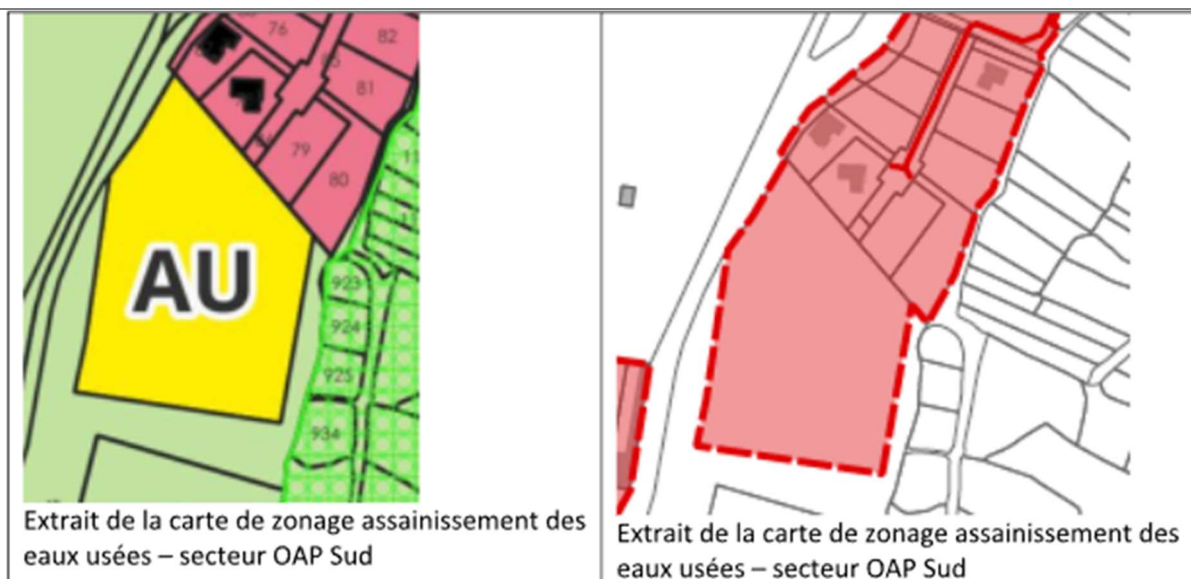 76
82
81
79
80
AU
923
924
925
934
Extrait de la carte de zonage assainissement des
eaux usées – secteur OAP Sud
Extrait de la carte de zonage assainissement des
eaux usées – secteur OAP Sud